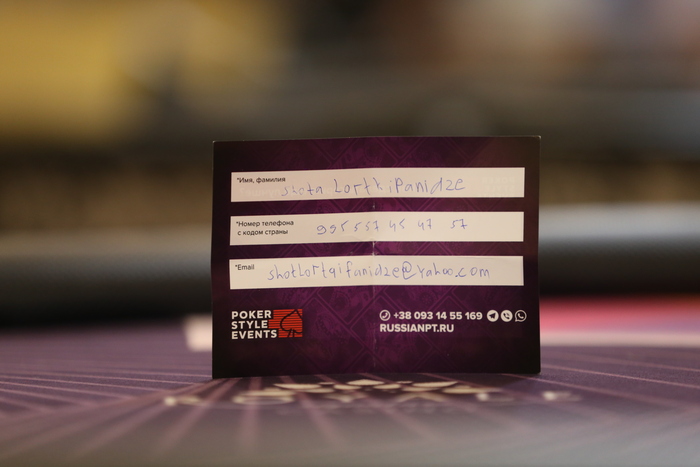 *Имя, фамилия
shota Lortkipanidze
*Номер телефона
с кодом страны
995 557 45 47 57
*Email
shotlortqifanidze@yahoo.com
POKER
STYLE
EVENTS
+38 093 14 55 169
RUSSIANPT.RU